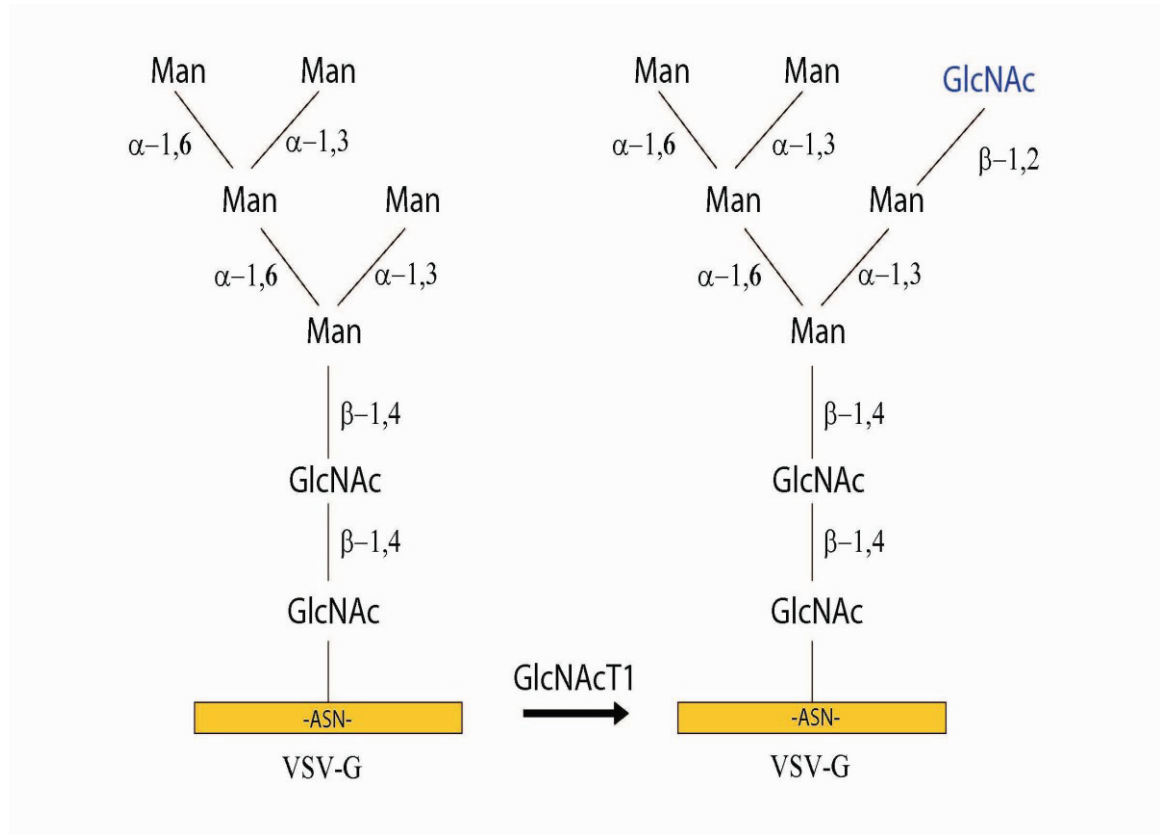 Man Man Man Man GlcNAc
α–1,6 α–1,3 α–1,6 α–1,3 β–1,2
Man Man Man Man
α–1,6 α–1,3 α–1,6 α–1,3
Man Man
β–1,4 β–1,4
GlcNAc GlcNAc
β–1,4 β–1,4
GlcNAc GlcNAc
GlcNAcT1
-ASN- -ASN-
VSV-G VSV-G